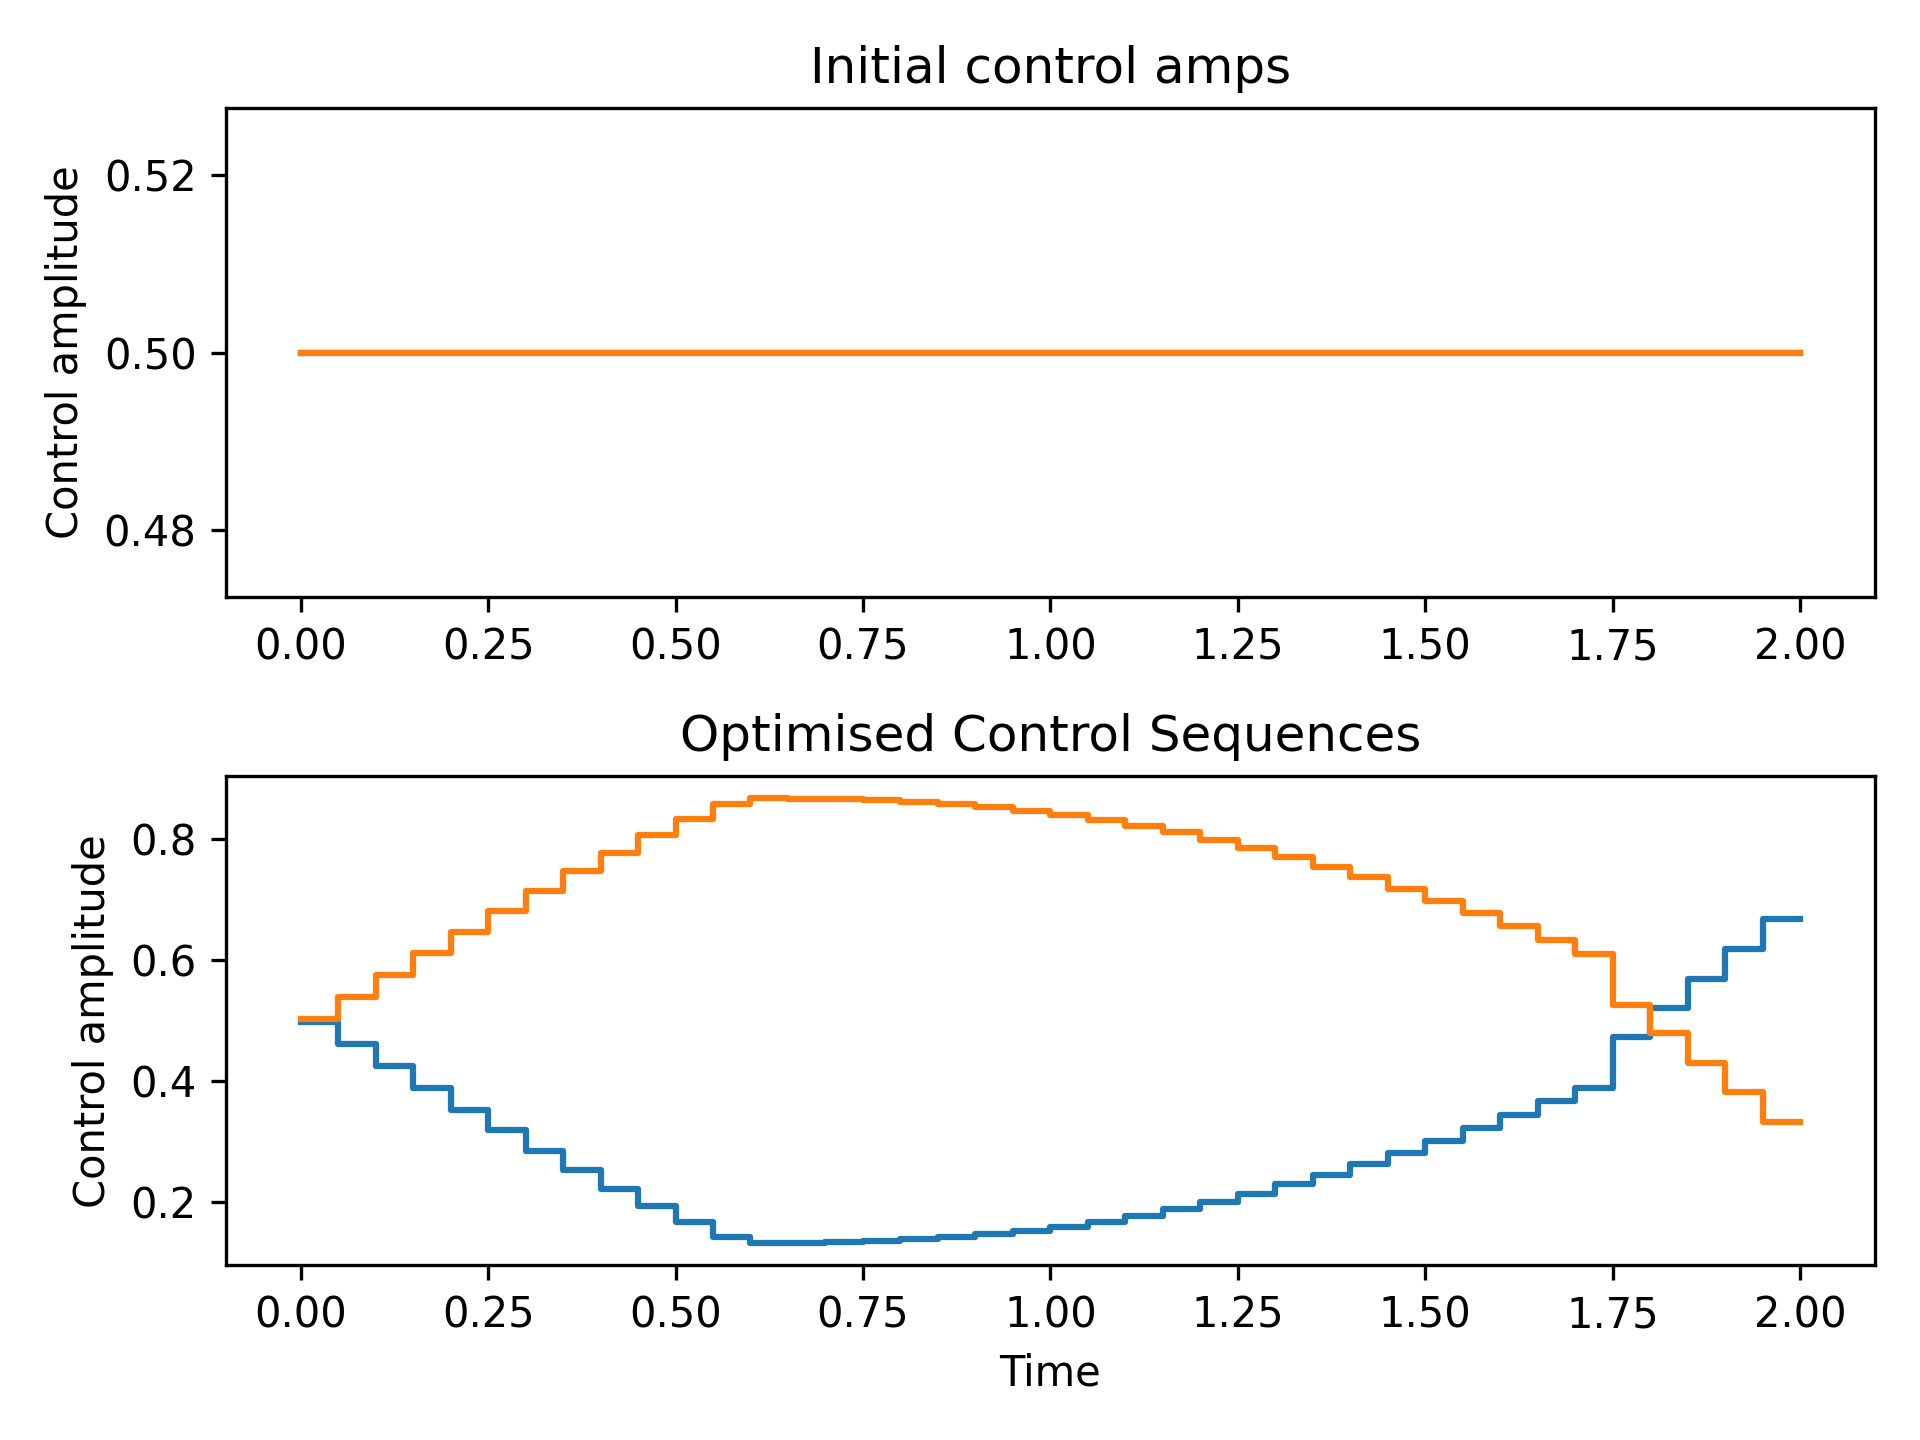 Initial control amps
Control amplitude
0.52
0.50
0.48
0.00 0.25 0.50 0.75 1.00 1.25 1.50 1.75 2.00
Optimised Control Sequences
Control amplitude
0.8
0.6
0.4
0.2
0.00 0.25 0.50 0.75 1.00 1.25 1.50 1.75 2.00
Time